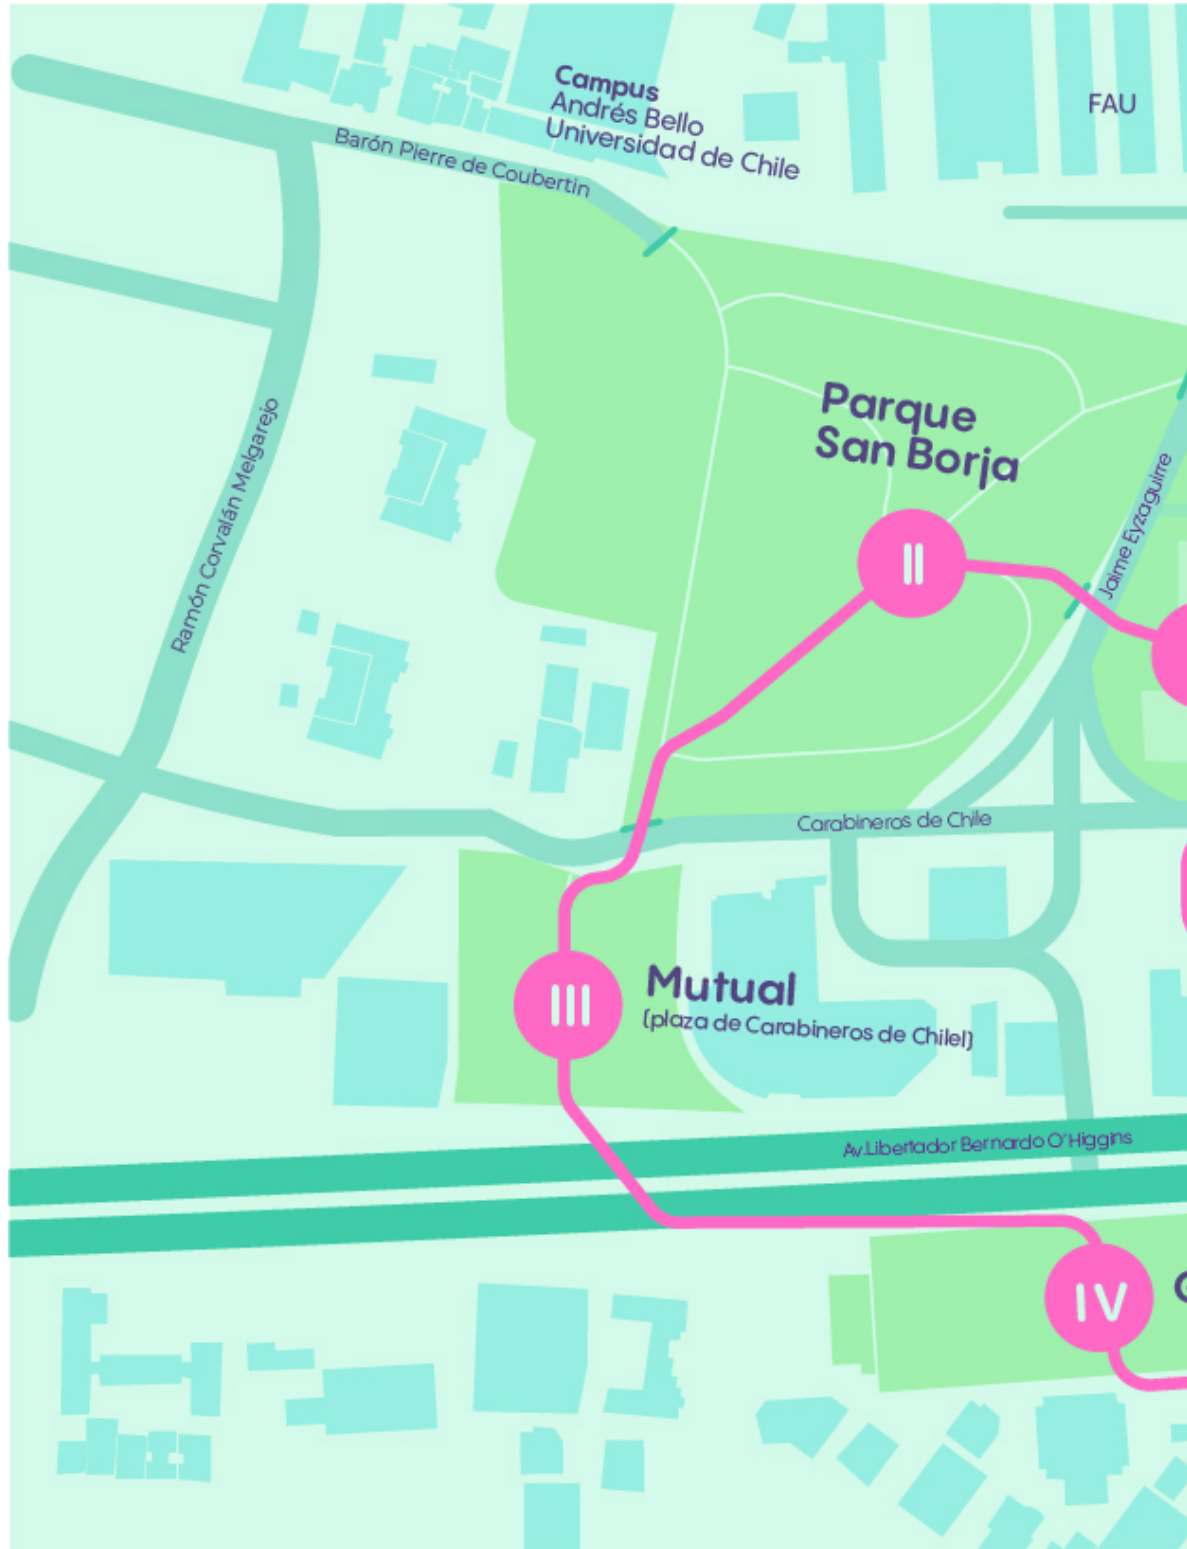 Campus
Andrés Bello
Universidad de Chile
FAU
Barón Pierre de Coubertin
Parque
San Borja
Ramón Corvalán Melgarejo
Jaime Eyzaguirre
II
Carabineros de Chile
III
Mutual
(plaza de Carabineros de Chilel)
Av.Libertador Bernardo O'Higgins
IV